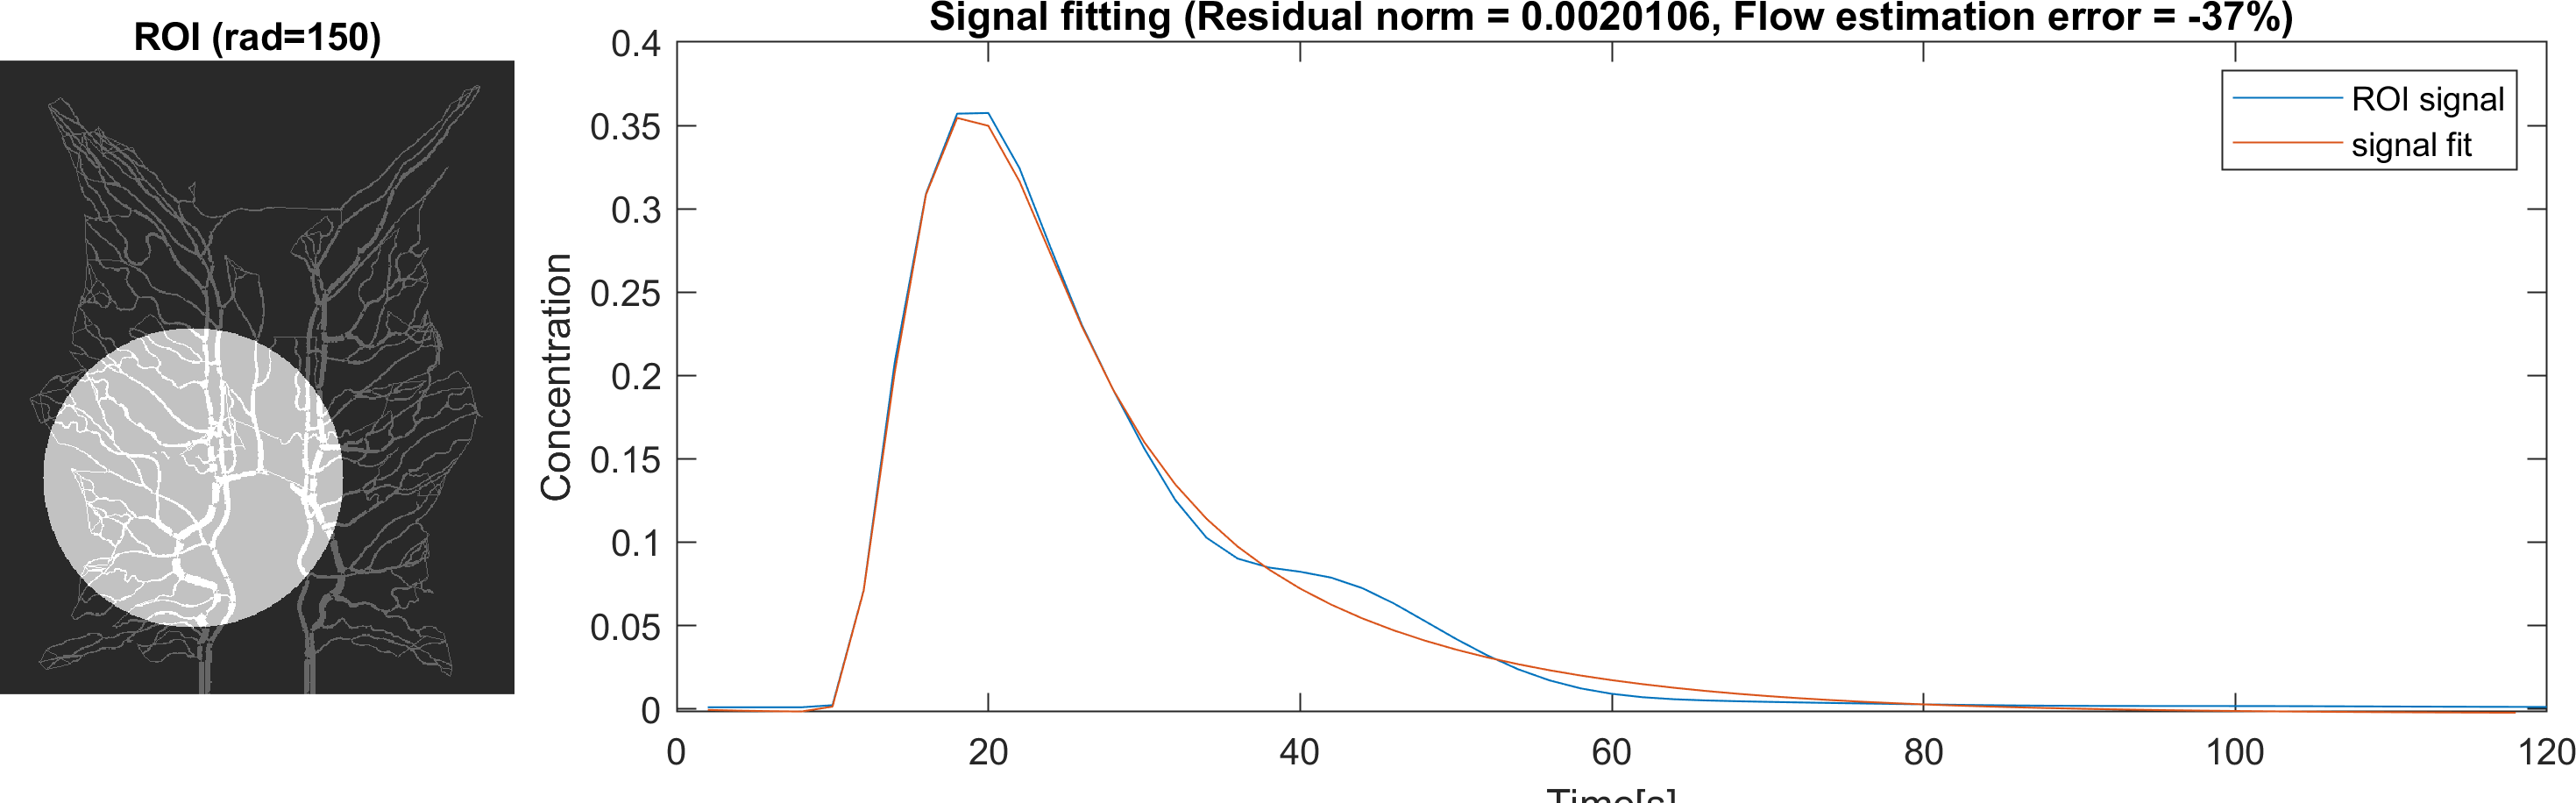 ROI (rad=150)
Signal fitting (Residual norm = 0.0020106, Flow estimation error = -37%)
0.4
0.35
0.3
0.25
0.2
0.15
0.1
0.05
0
Concentration
ROI signal
signal fit
0 20 40 60 80 100 120
Time[s]